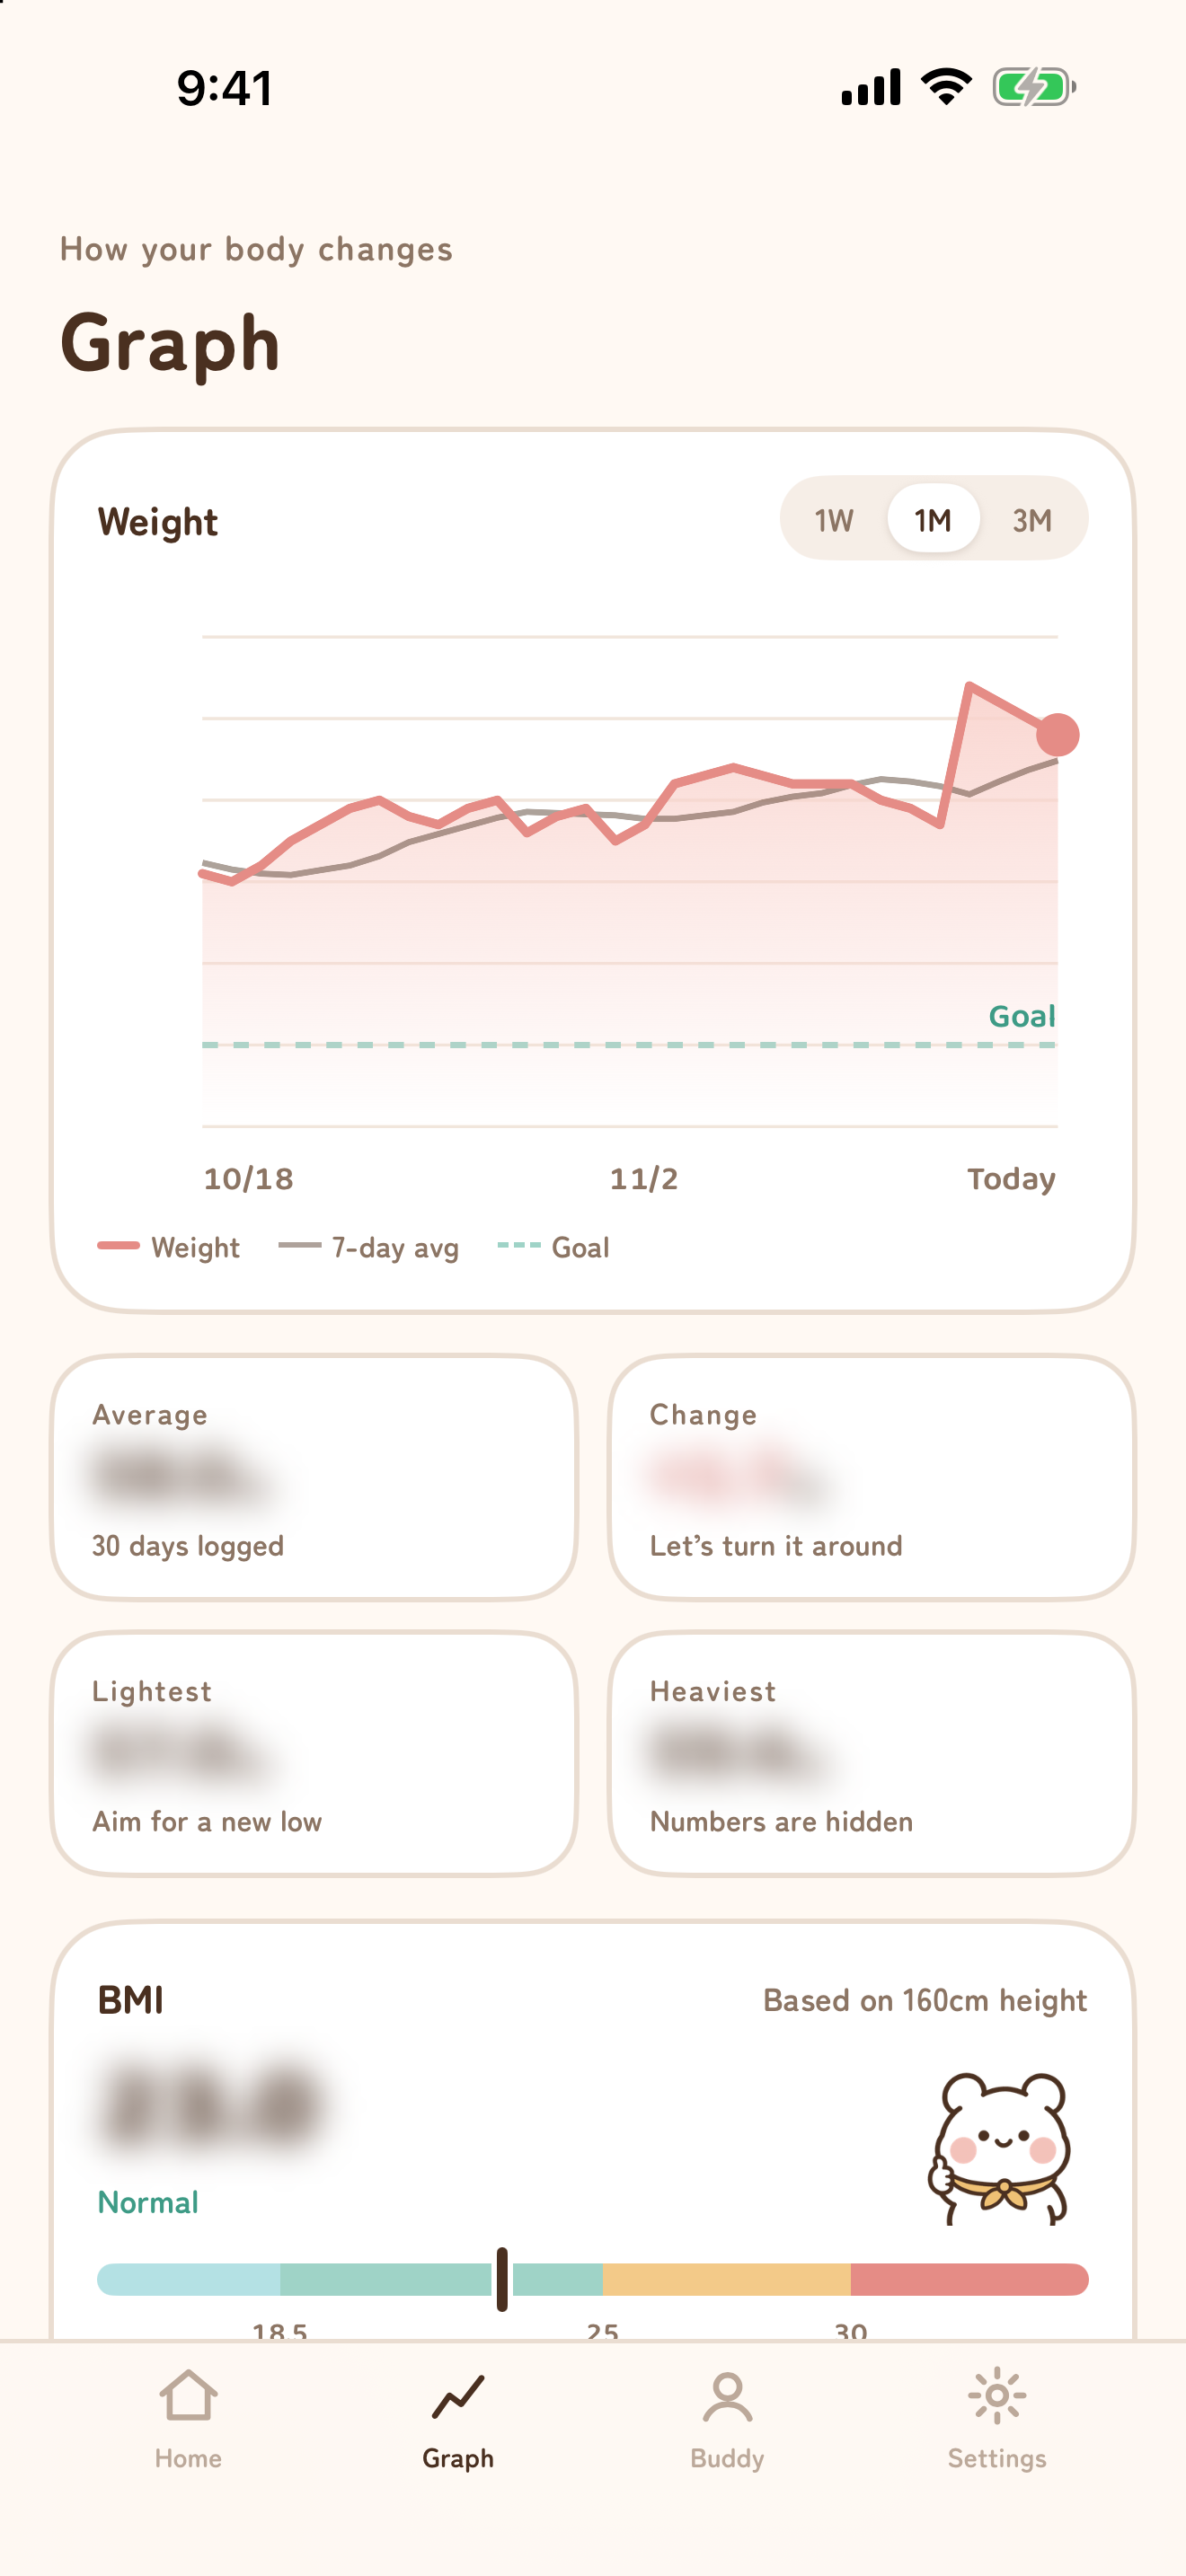 9:41
How your body changes
Graph
Weight
1W 1M 3M
Goal
10/18 11/2 Today
Weight 7-day avg Goal
Average
30 days logged
Change
Let's turn it around
Lightest
Aim for a new low
Heaviest
Numbers are hidden
BMI
Based on 160cm height
Normal
18.5 25 30
Home Graph Buddy Settings